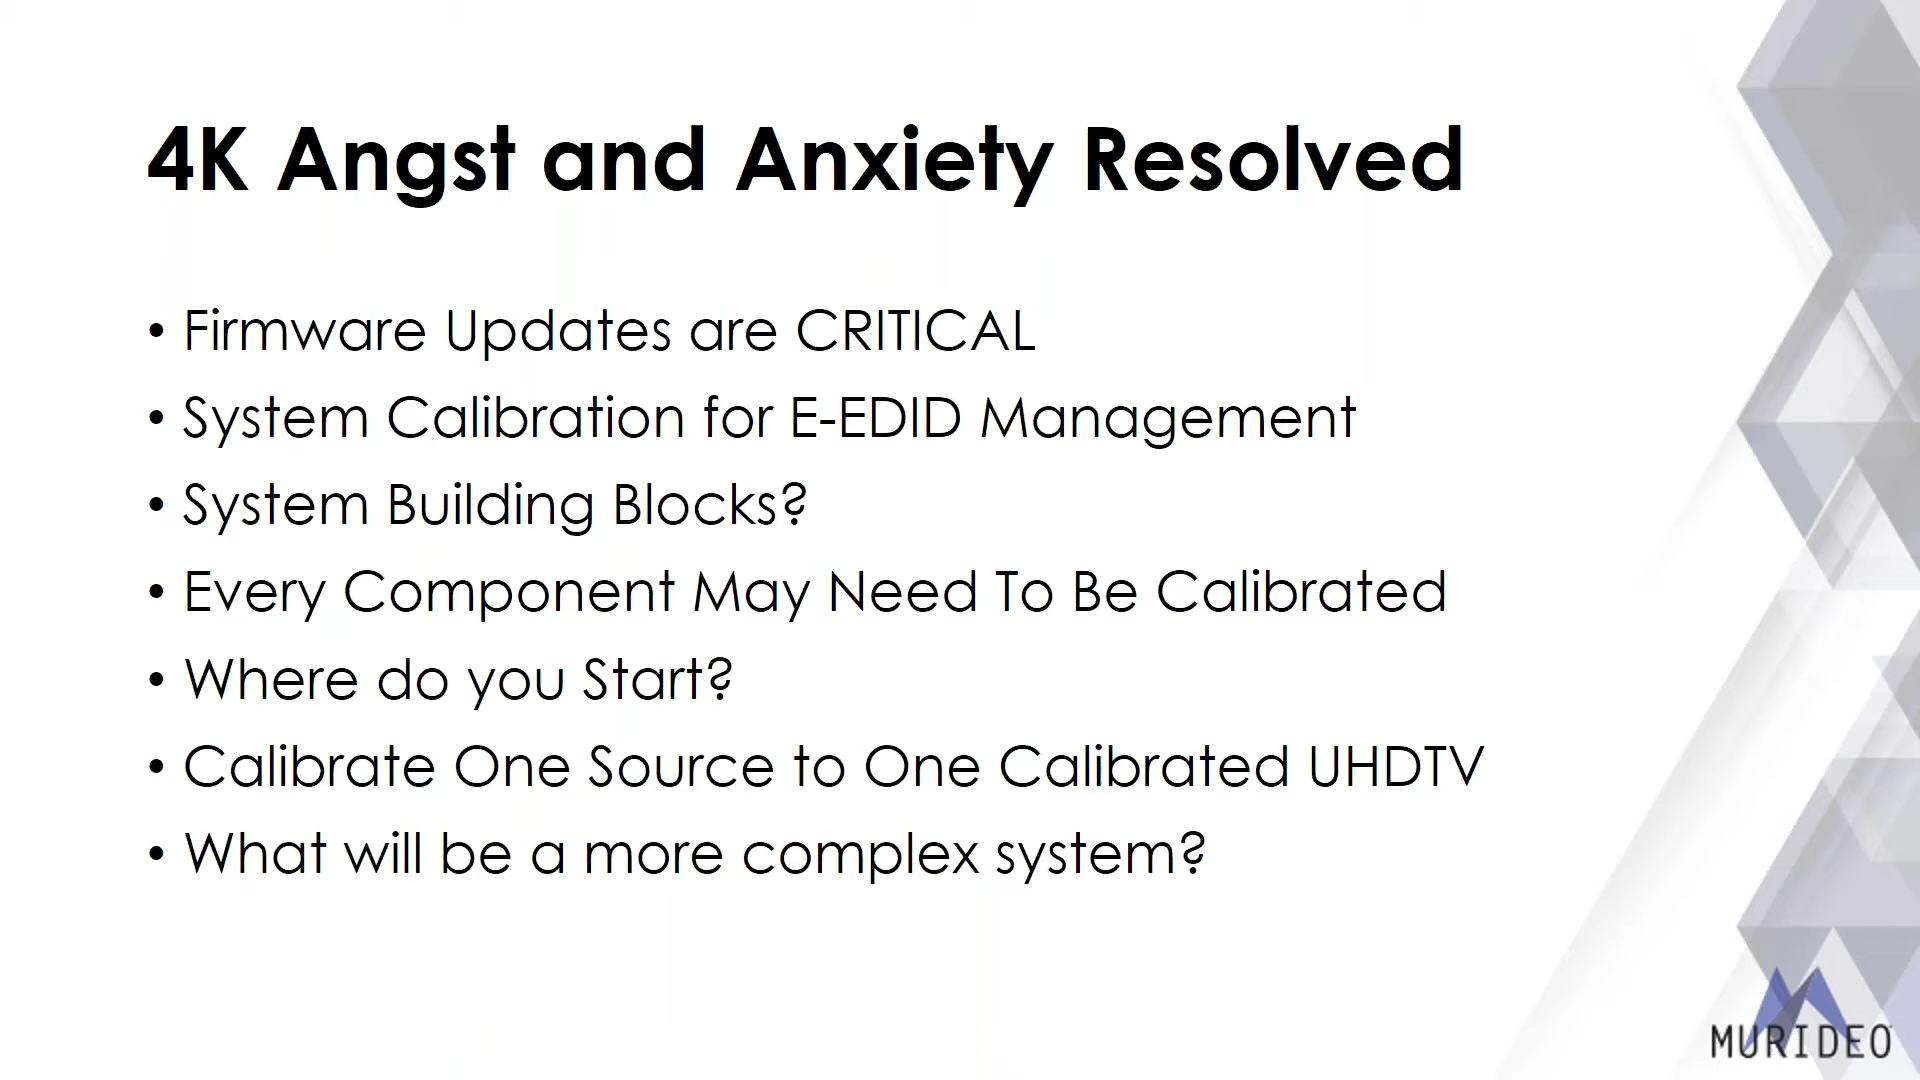 4K Angst and Anxiety Resolved
• Firmware Updates are CRITICAL
• System Calibration for E-EDID Management
• System Building Blocks?
• Every Component May Need To Be Calibrated
• Where do you Start?
• Calibrate One Source to One Calibrated UHDTV
• What will be a more complex system?
MURIDEO